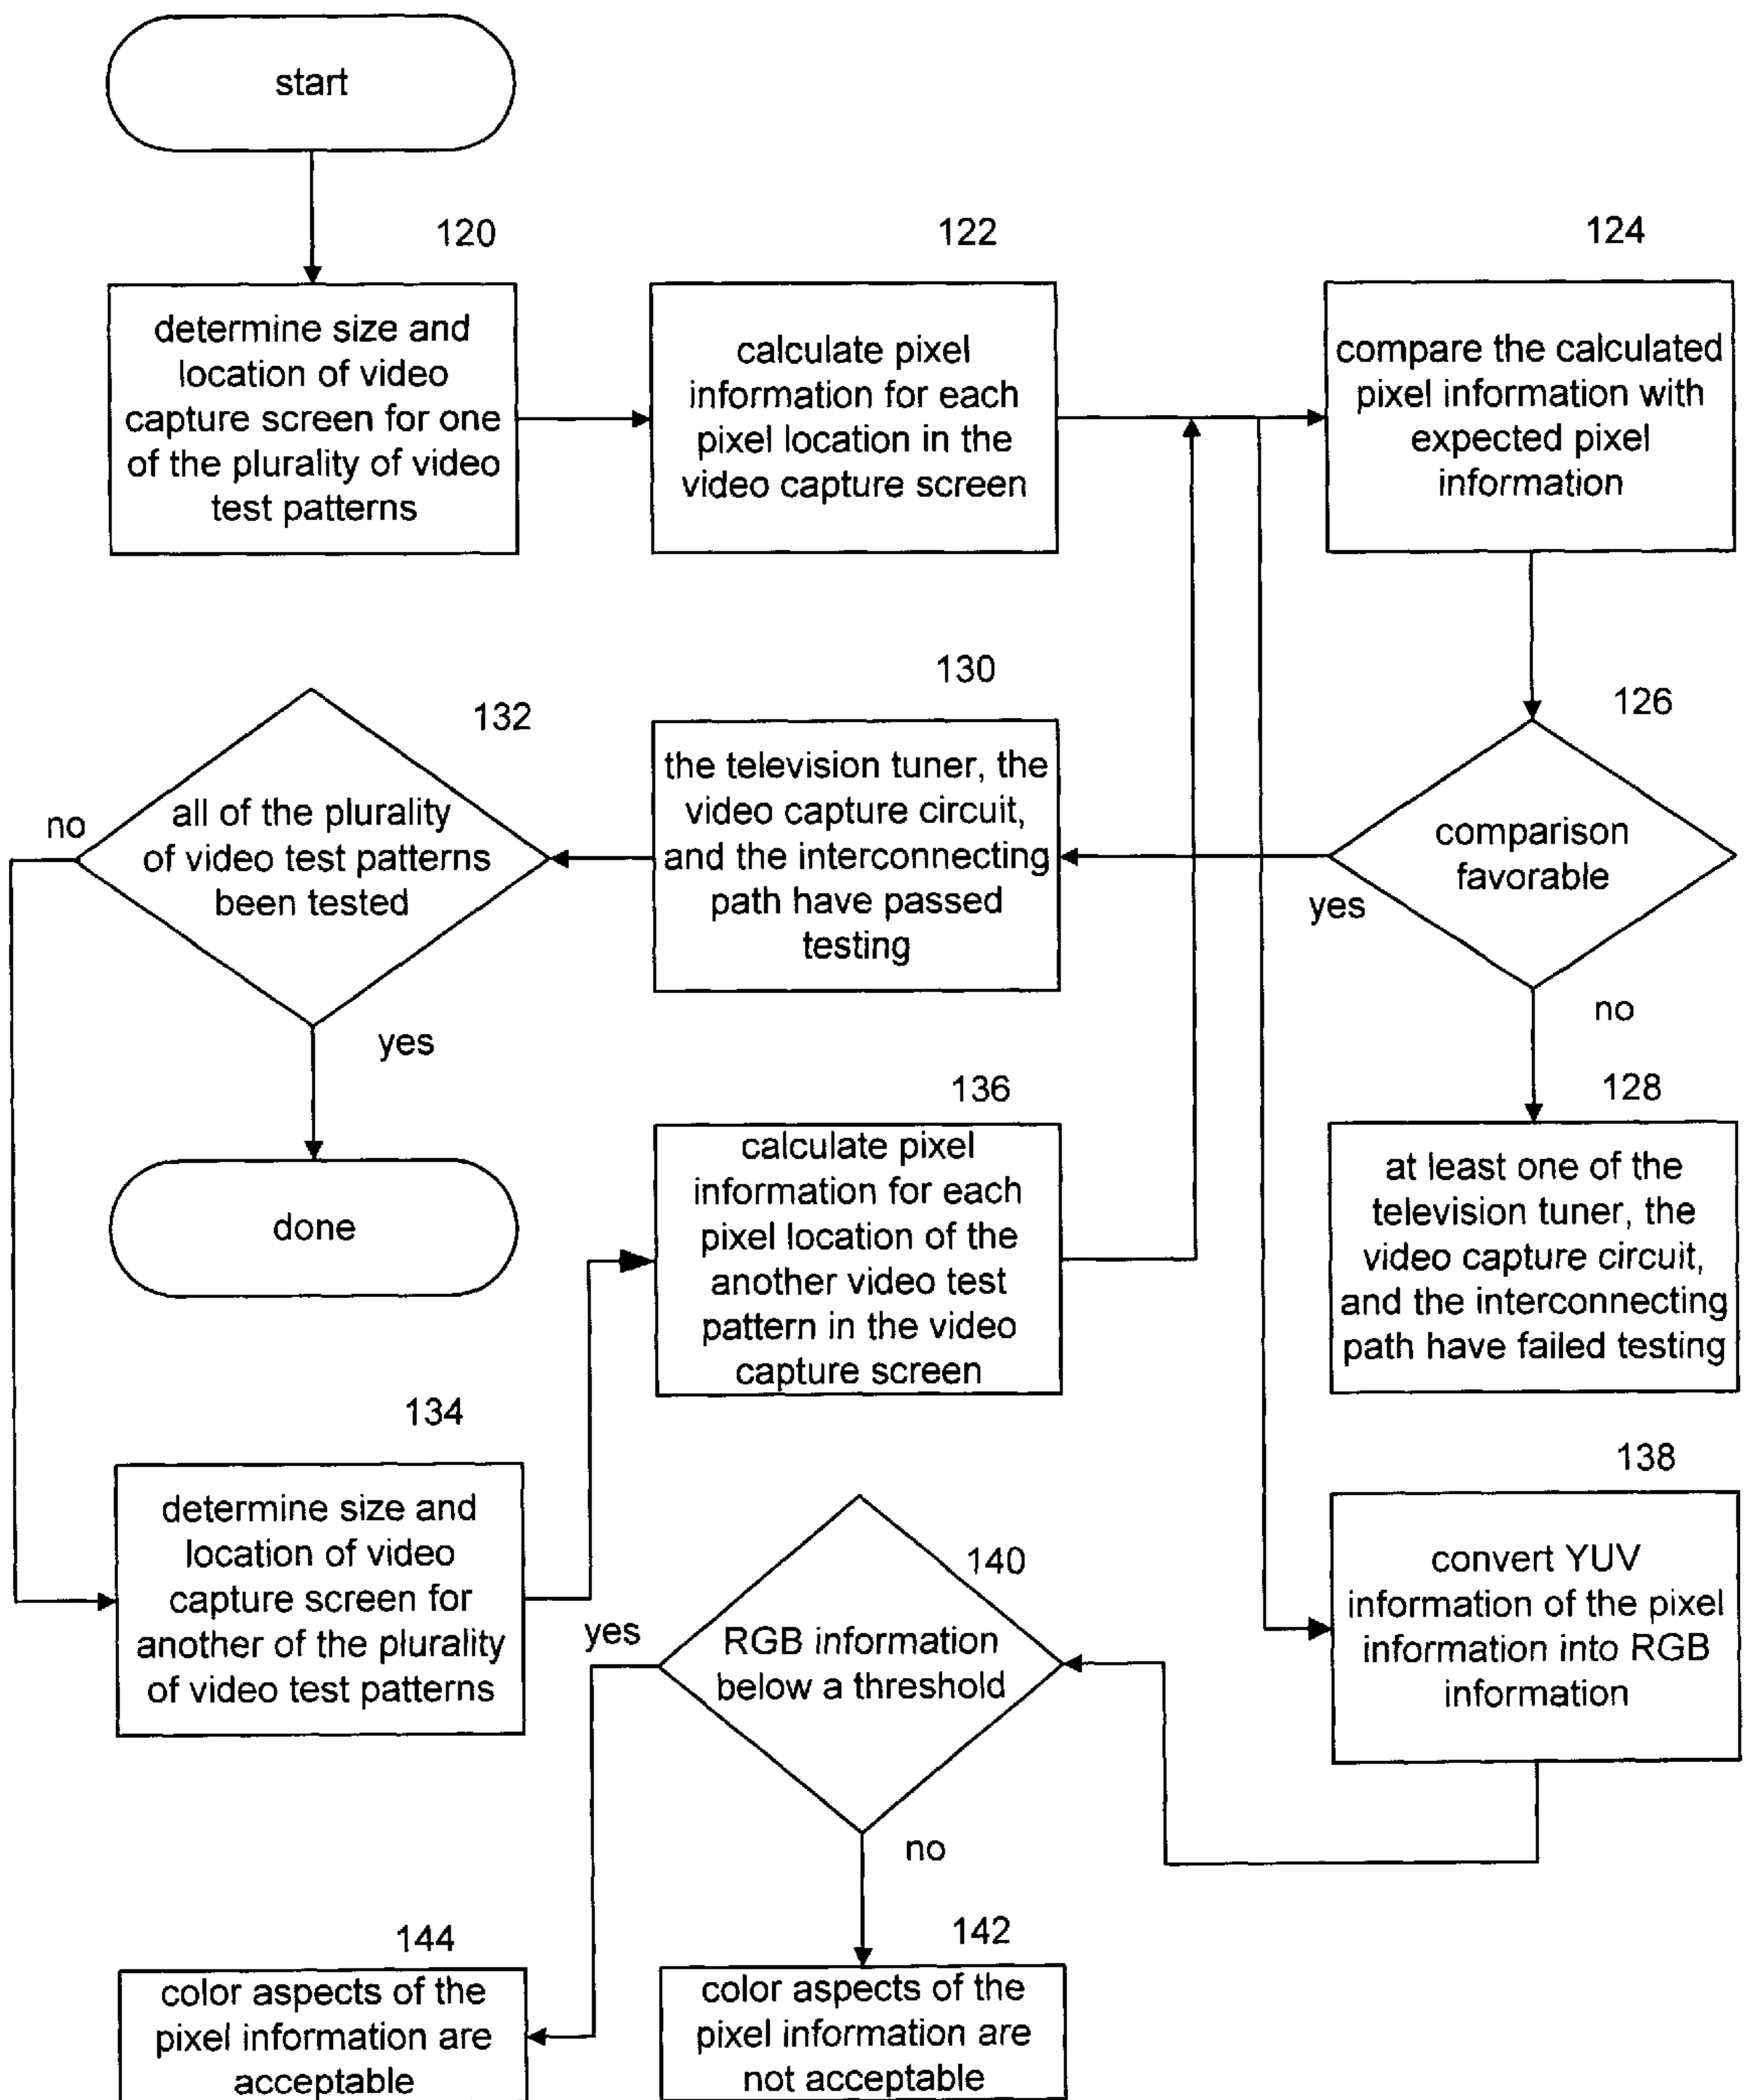 start
120
determine size and
location of video
capture screen for one
of the plurality of video
test patterns
122
calculate pixel
information for each
pixel location in the
video capture screen
124
compare the calculated
pixel information with
expected pixel
information
126
comparison
favorable
yes
no
128
at least one of the
television tuner, the
video capture circuit,
and the interconnecting
path have failed testing
130
the television tuner, the
video capture circuit,
and the interconnecting
path have passed
testing
132
all of the plurality
of video test patterns
been tested
no
yes
done
134
determine size and
location of video
capture screen for
another of the plurality
of video test patterns
136
calculate pixel
information for each
pixel location of the
another video test
pattern in the video
capture screen
138
convert YUV
information of the pixel
information into RGB
information
140
RGB information
below a threshold
yes
no
142
color aspects of the
pixel information are
not acceptable
144
color aspects of the
pixel information are
acceptable